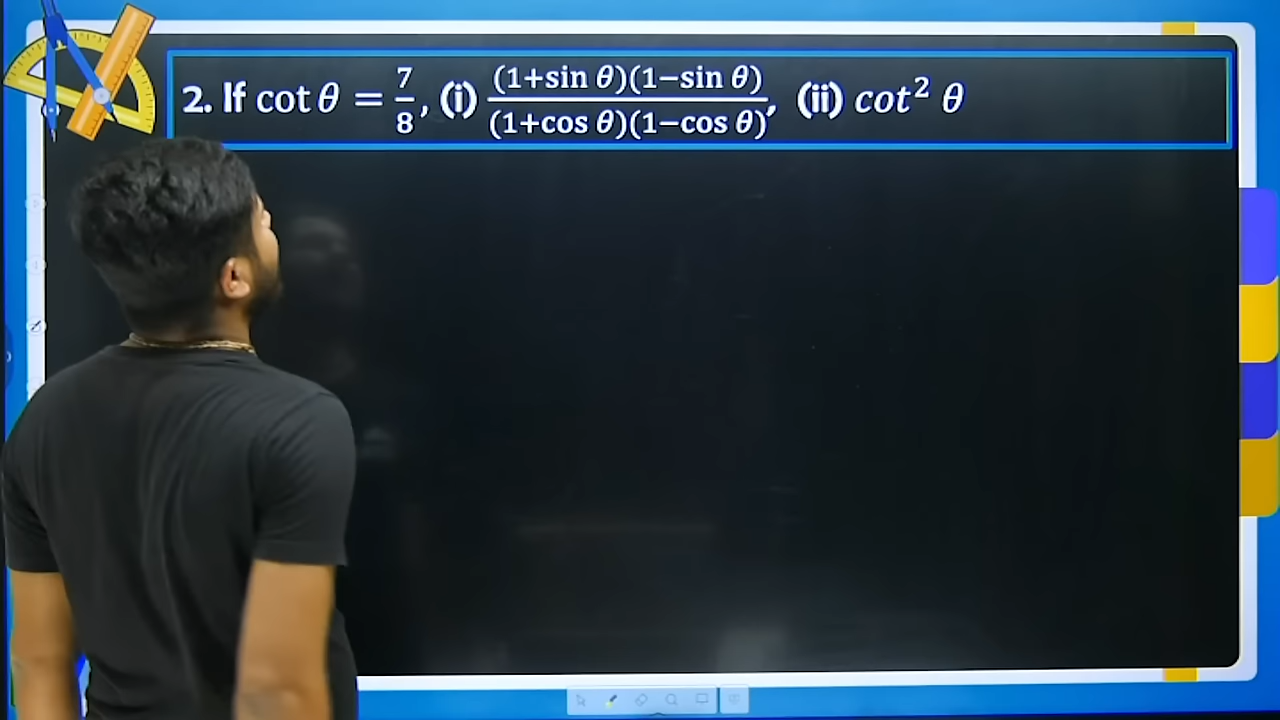 2. If cot θ = 7/8, (i) (1+sin θ)(1−sin θ)/(1+cos θ)(1−cos θ), (ii) cot² θ